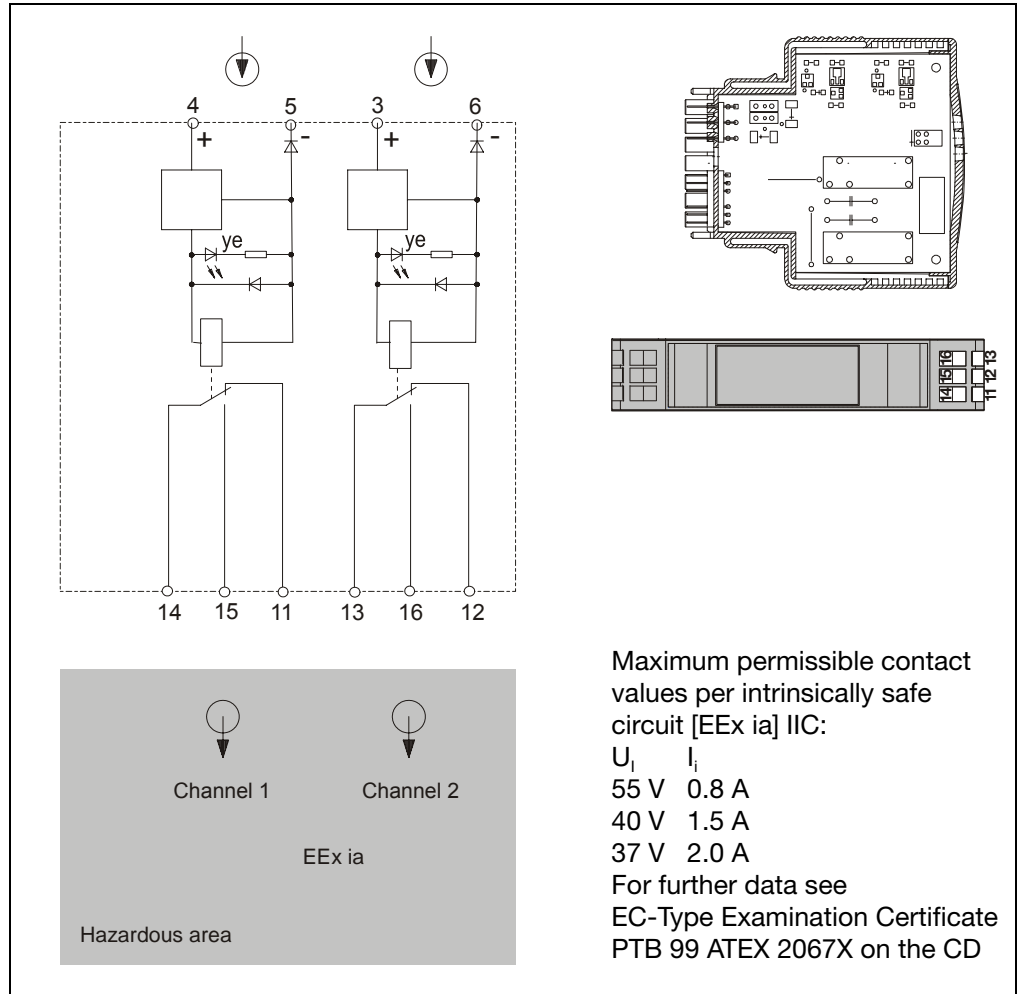 4 5 3 6
+ - + -
ye ye
14 15 11 13 16 12
16 13
15 12
14 11
Channel 1 Channel 2
EEx ia
Hazardous area
Maximum permissible contact
values per intrinsically safe
circuit [EEx ia] IIC:
U_I I_i
55 V 0.8 A
40 V 1.5 A
37 V 2.0 A
For further data see
EC-Type Examination Certificate
PTB 99 ATEX 2067X on the CD